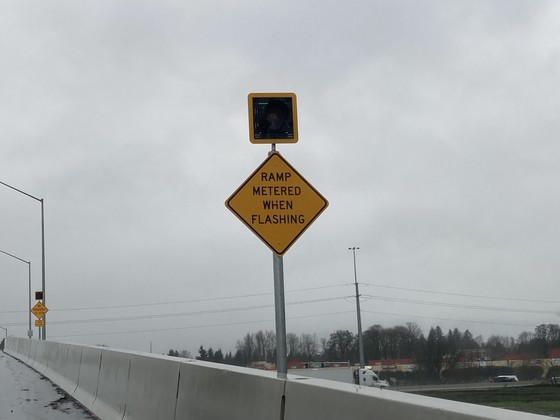 RAMP
METERED
WHEN
FLASHING